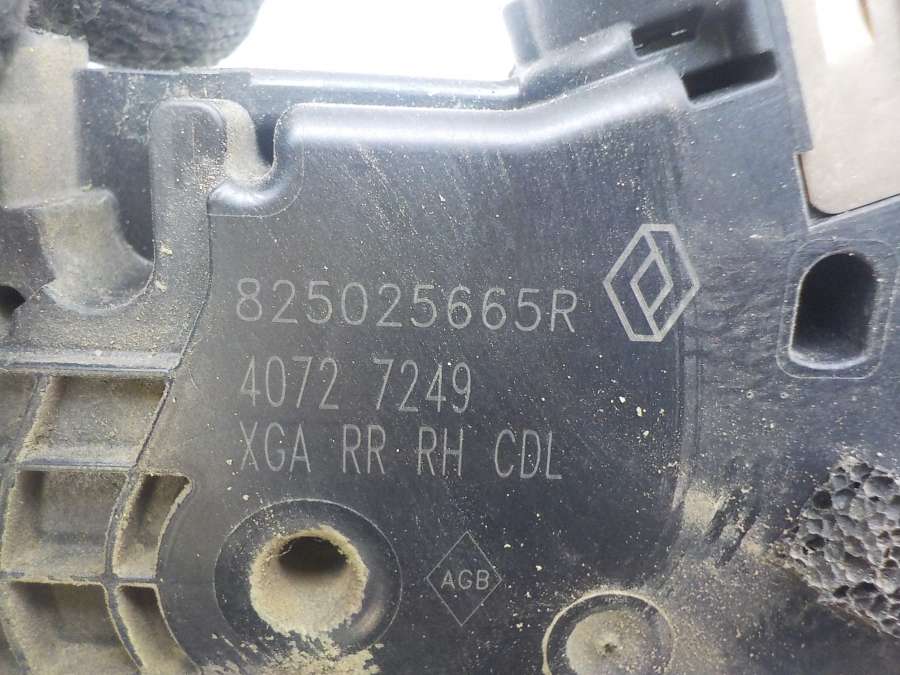 825025665R
4072 7249
XGA RR RH CDL
AGB